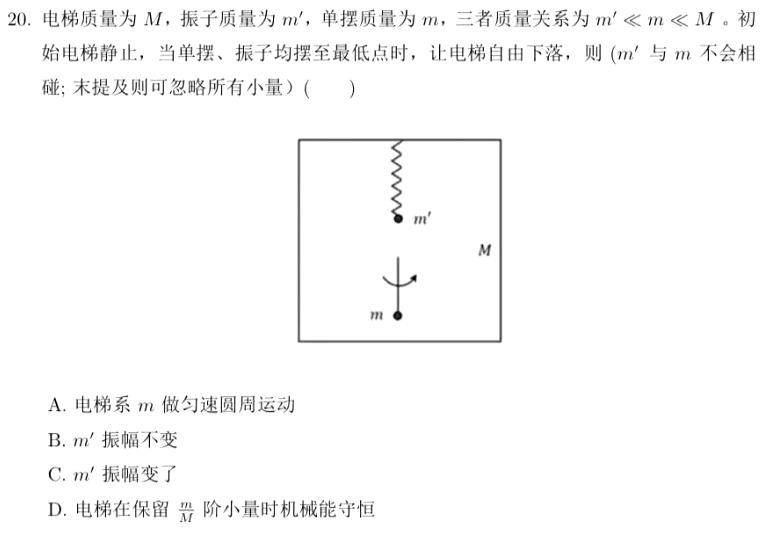 20. 电梯质量为 M，振子质量为 m′，单摆质量为 m，三者质量关系为 m′ ≪ m ≪ M 。初
始电梯静止，当单摆、振子均摆至最低点时，让电梯自由下落，则 (m′ 与 m 不会相
碰; 末提及则可忽略所有小量）(　　)
m′
M
m
A. 电梯系 m 做匀速圆周运动
B. m′ 振幅不变
C. m′ 振幅变了
D. 电梯在保留 m/M 阶小量时机械能守恒